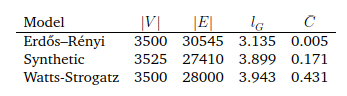 Model |V| |E| l_G C̄
Erdős–Rényi 3500 30545 3.135 0.005
Synthetic 3525 27410 3.899 0.171
Watts-Strogatz 3500 28000 3.943 0.431